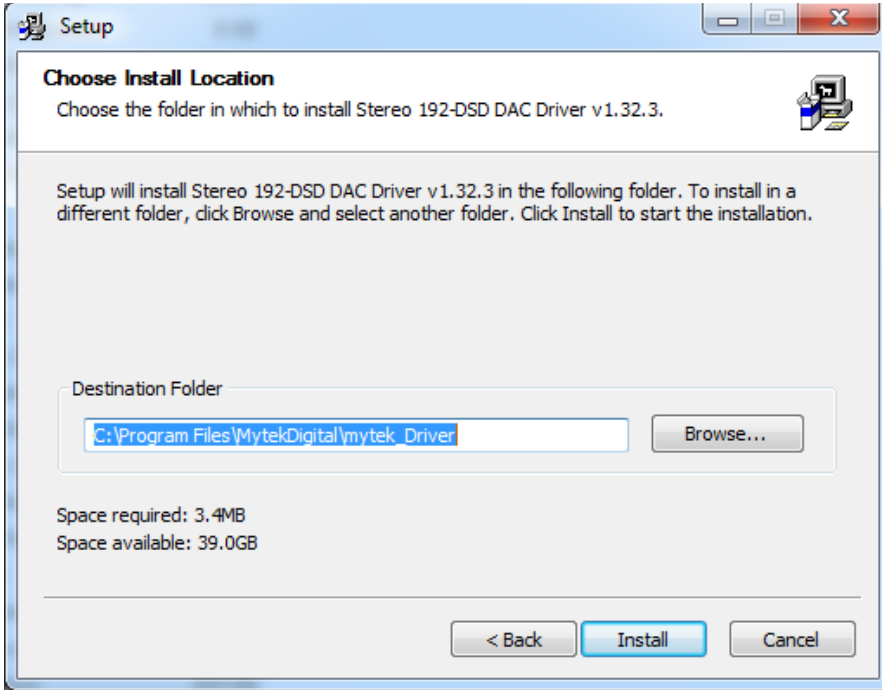 Setup
Choose Install Location
Choose the folder in which to install Stereo 192-DSD DAC Driver v1.32.3.
Setup will install Stereo 192-DSD DAC Driver v1.32.3 in the following folder. To install in a
different folder, click Browse and select another folder. Click Install to start the installation.
Destination Folder
C:\Program Files\MytekDigital\mytek_Driver
Browse...
Space required: 3.4MB
Space available: 39.0GB
< Back
Install
Cancel